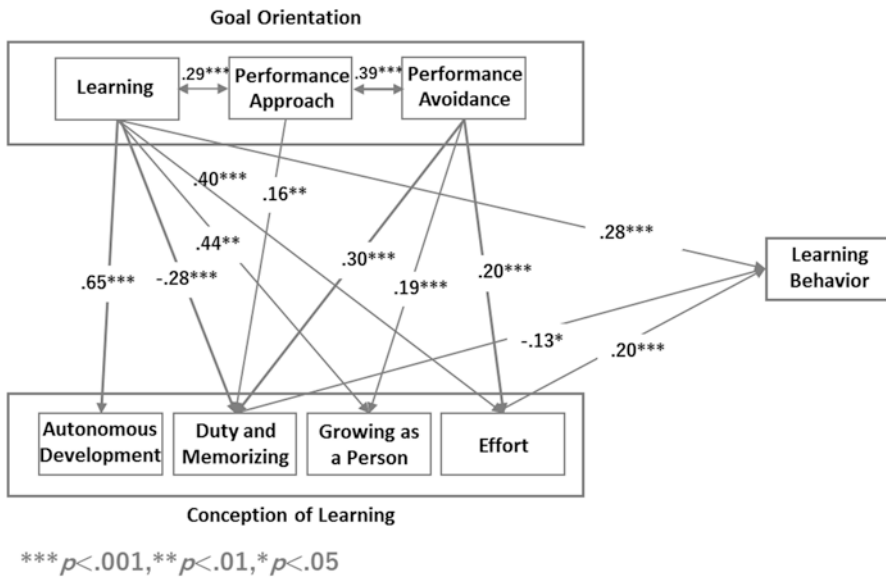 Goal Orientation
Learning
.29***
Performance
Approach
.39***
Performance
Avoidance
.40***
.16**
.28***
.44**
.30***
.65***
-.28***
.19***
.20***
Learning
Behavior
-.13*
.20***
Autonomous
Development
Duty and
Memorizing
Growing as
a Person
Effort
Conception of Learning
***p<.001,**p<.01,*p<.05